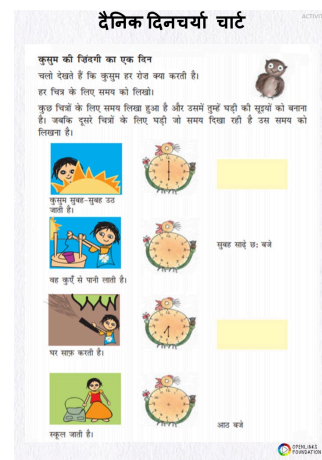 दैनिक दिनचर्या चार्ट
ACTIVIT
कुसुम की ज़िंदगी का एक दिन
चलो देखते हैं कि कुसुम हर रोज़ क्या करती है।
हर चित्र के लिए समय को लिखो।
कुछ चित्रों के लिए समय लिखा हुआ है और उसमें तुम्हें घड़ी की सूइयों को बनाना
है। जबकि दूसरे चित्रों के लिए घड़ी जो समय दिखा रही है उस समय को
लिखना है।
कुसुम सुबह-सुबह उठ
जाती है।
सुबह साढ़े छ: बजे
वह कुएँ से पानी लाती है।
घर साफ़ करती है।
आठ बजे
स्कूल जाती है।
OPENLINKS
FOUNDATION